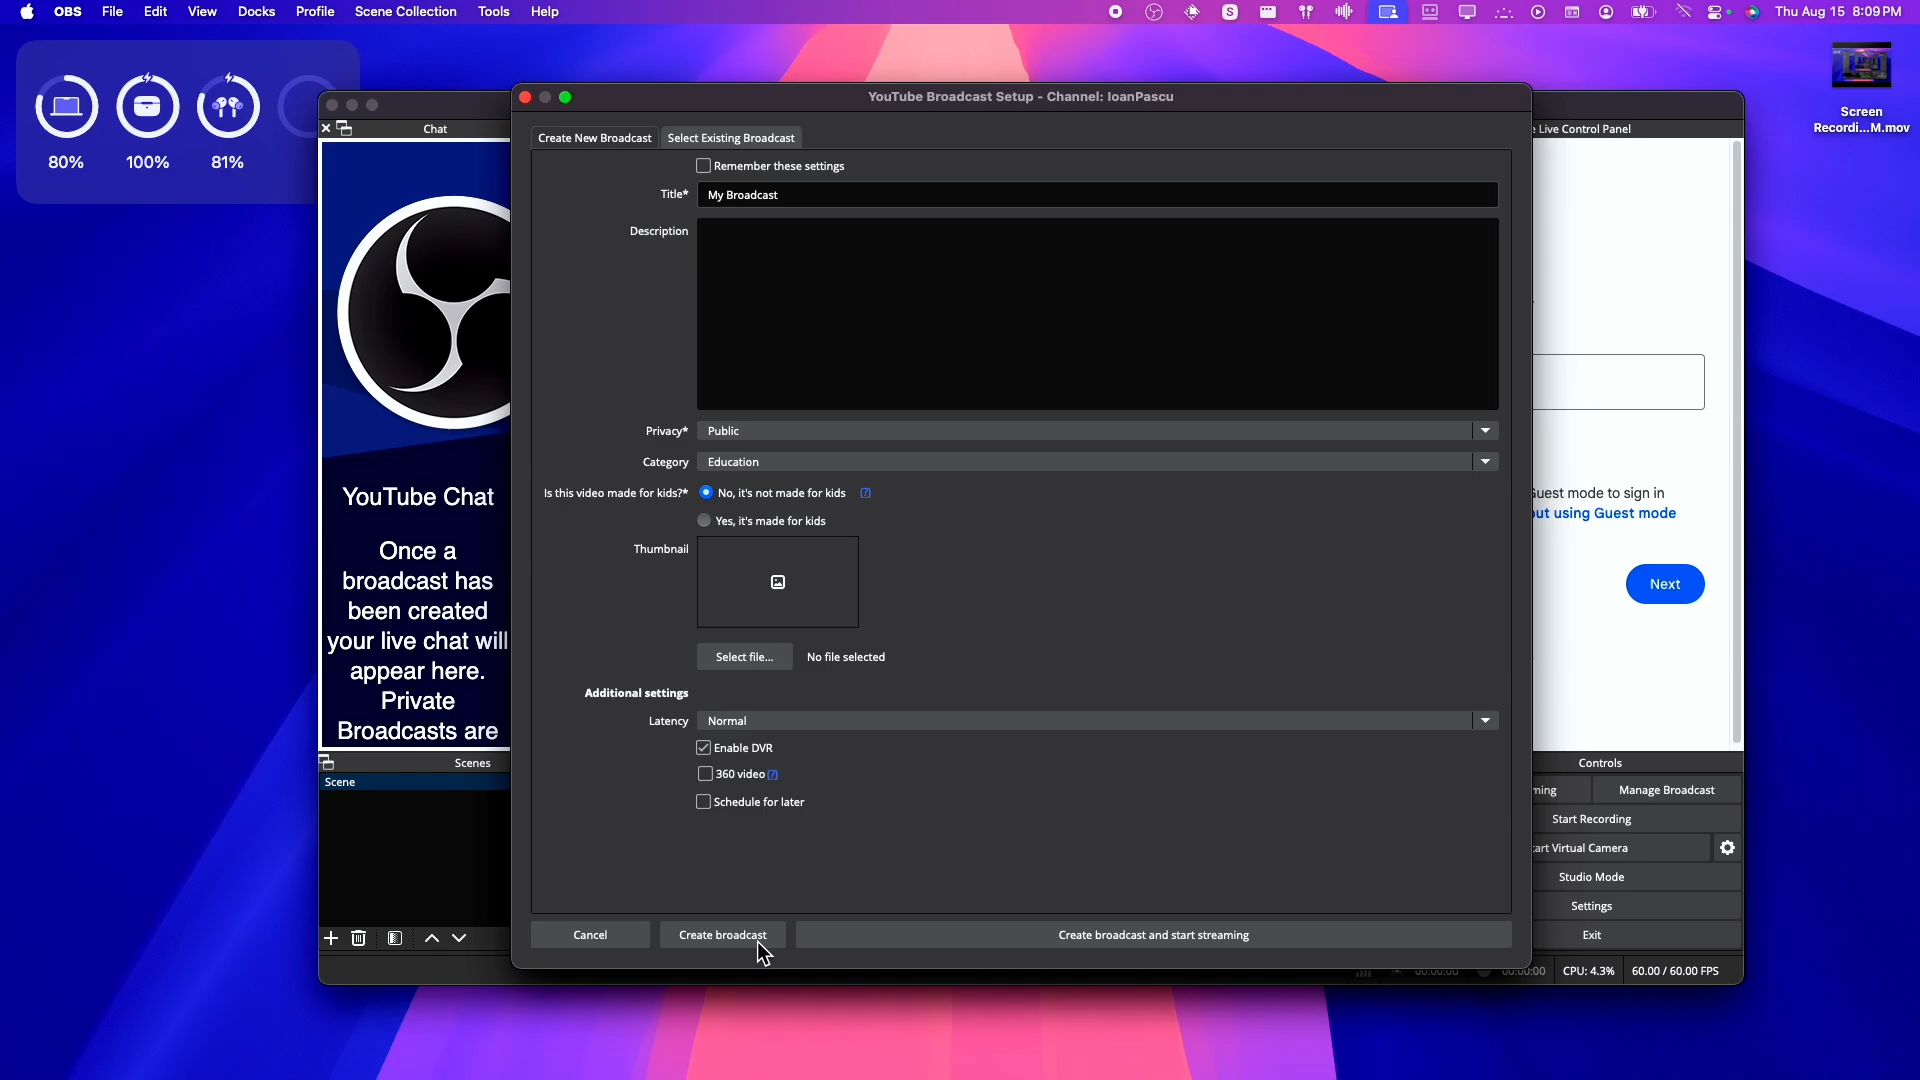 OBS File Edit View Docks Profile Scene Collection Tools Help
S
Thu Aug 15 8:09 PM
80% 100% 81%
Screen
Recordi...M.mov
Chat
YouTube Chat
Once a
broadcast has
been created
your live chat will
appear here.
Private
Broadcasts are
Scenes
Scene
YouTube Broadcast Setup - Channel: IoanPascu
Create New Broadcast Select Existing Broadcast
Remember these settings
Title* My Broadcast
Description
Privacy* Public
Category Education
Is this video made for kids?* No, it's not made for kids (?)
Yes, it's made for kids
Thumbnail
Select file... No file selected
Additional settings
Latency Normal
Enable DVR
360 video (?)
Schedule for later
Cancel Create broadcast Create broadcast and start streaming
Live Control Panel
Guest mode to sign in
out using Guest mode
Next
Controls
ming Manage Broadcast
Start Recording
art Virtual Camera
Studio Mode
Settings
Exit
00:00:00 00:00:00 CPU: 4.3% 60.00 / 60.00 FPS